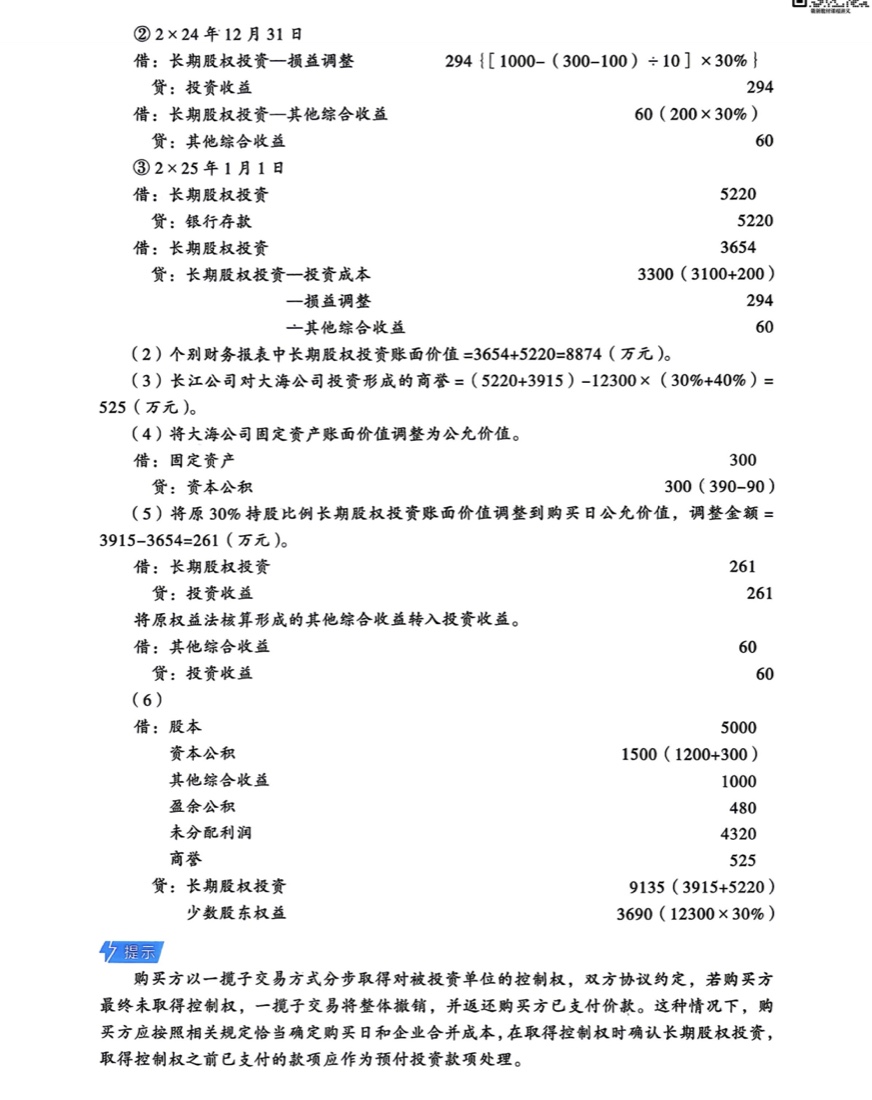 ②2×24年12月31日
借：长期股权投资—损益调整 294｛[1000-（300-100）÷10]×30%｝
贷：投资收益 294
借：长期股权投资—其他综合收益 60（200×30%）
贷：其他综合收益 60
③2×25年1月1日
借：长期股权投资 5220
贷：银行存款 5220
借：长期股权投资 3654
贷：长期股权投资—投资成本 3300（3100+200）
—损益调整 294
—其他综合收益 60
（2）个别财务报表中长期股权投资账面价值=3654+5220=8874（万元）。
（3）长江公司对大海公司投资形成的商誉=（5220+3915）-12300×（30%+40%）=
525（万元）。
（4）将大海公司固定资产账面价值调整为公允价值。
借：固定资产 300
贷：资本公积 300（390-90）
（5）将原30%持股比例长期股权投资账面价值调整到购买日公允价值，调整金额=
3915-3654=261（万元）。
借：长期股权投资 261
贷：投资收益 261
将原权益法核算形成的其他综合收益转入投资收益。
借：其他综合收益 60
贷：投资收益 60
（6）
借：股本 5000
资本公积 1500（1200+300）
其他综合收益 1000
盈余公积 480
未分配利润 4320
商誉 525
贷：长期股权投资 9135（3915+5220）
少数股东权益 3690（12300×30%）
提示
购买方以一揽子交易方式分步取得对被投资单位的控制权，双方协议约定，若购买方
最终未取得控制权，一揽子交易将整体撤销，并返还购买方已支付价款。这种情况下，购
买方应按照相关规定恰当确定购买日和企业合并成本，在取得控制权时确认长期股权投资，
取得控制权之前已支付的款项应作为预付投资款项处理。